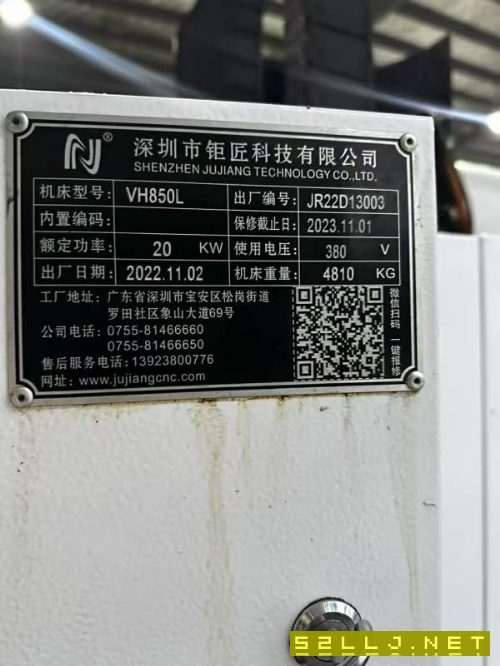 深圳市钜匠科技有限公司
SHENZHEN JUJIANG TECHNOLOGY CO.,LTD.
机床型号: VH850L 出厂编号: JR22D13003
内置编码: 保修截止日: 2023.11.01
额定功率: 20 KW 使用电压: 380 V
出厂日期: 2022.11.02 机床重量: 4810 KG
工厂地址: 广东省深圳市宝安区松岗街道
罗田社区象山大道69号
公司电话: 0755-81466660
0755-81466650
售后服务电话: 13923800776
网址: www.jujiangcnc.com
微信扫码 一键报修
52LLJ.NET